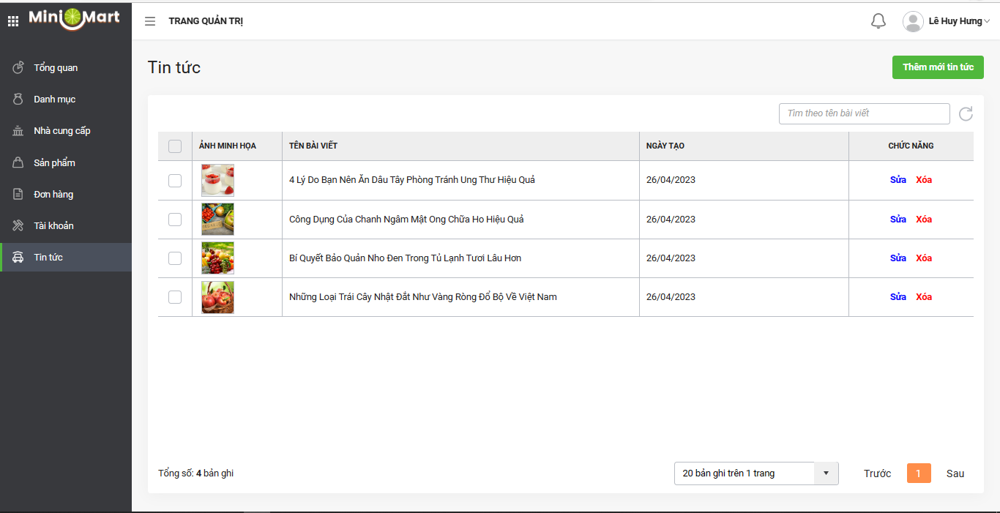 Mini Mart
TRANG QUẢN TRỊ
Lê Huy Hưng
Tổng quan
Danh mục
Nhà cung cấp
Sản phẩm
Đơn hàng
Tài khoản
Tin tức
Tin tức
Thêm mới tin tức
Tìm theo tên bài viết
ẢNH MINH HỌA TÊN BÀI VIẾT NGÀY TẠO CHỨC NĂNG
4 Lý Do Bạn Nên Ăn Dâu Tây Phòng Tránh Ung Thư Hiệu Quả 26/04/2023 Sửa Xóa
Công Dụng Của Chanh Ngâm Mật Ong Chữa Ho Hiệu Quả 26/04/2023 Sửa Xóa
Bí Quyết Bảo Quản Nho Đen Trong Tủ Lạnh Tươi Lâu Hơn 26/04/2023 Sửa Xóa
Những Loại Trái Cây Nhật Đắt Như Vàng Ròng Đổ Bộ Về Việt Nam 26/04/2023 Sửa Xóa
Tổng số: 4 bản ghi
20 bản ghi trên 1 trang
Trước 1 Sau